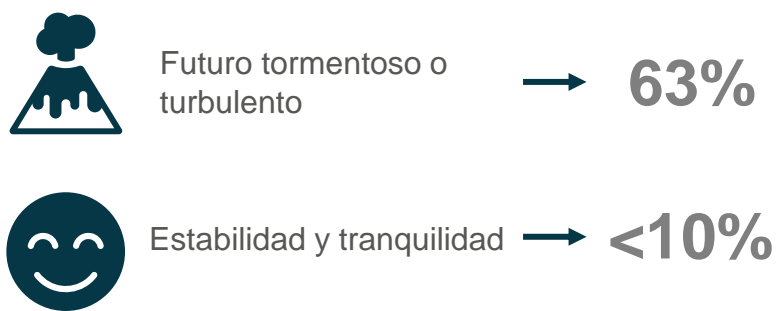 Futuro tormentoso o
turbulento
63%
Estabilidad y tranquilidad
<10%